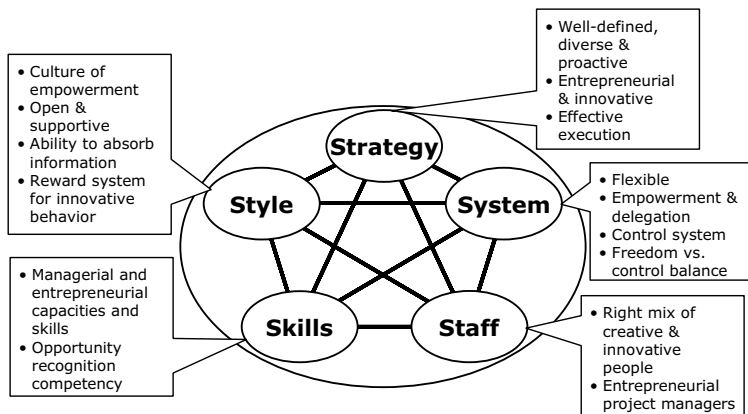 • Well-defined,
diverse &
proactive
• Entrepreneurial
& innovative
• Effective
execution
• Culture of
empowerment
• Open &
supportive
• Ability to absorb
information
• Reward system
for innovative
behavior
Strategy
Style
System
• Flexible
• Empowerment &
delegation
• Control system
• Freedom vs.
control balance
• Managerial and
entrepreneurial
capacities and
skills
• Opportunity
recognition
competency
Skills
Staff
• Right mix of
creative &
innovative
people
• Entrepreneurial
project managers